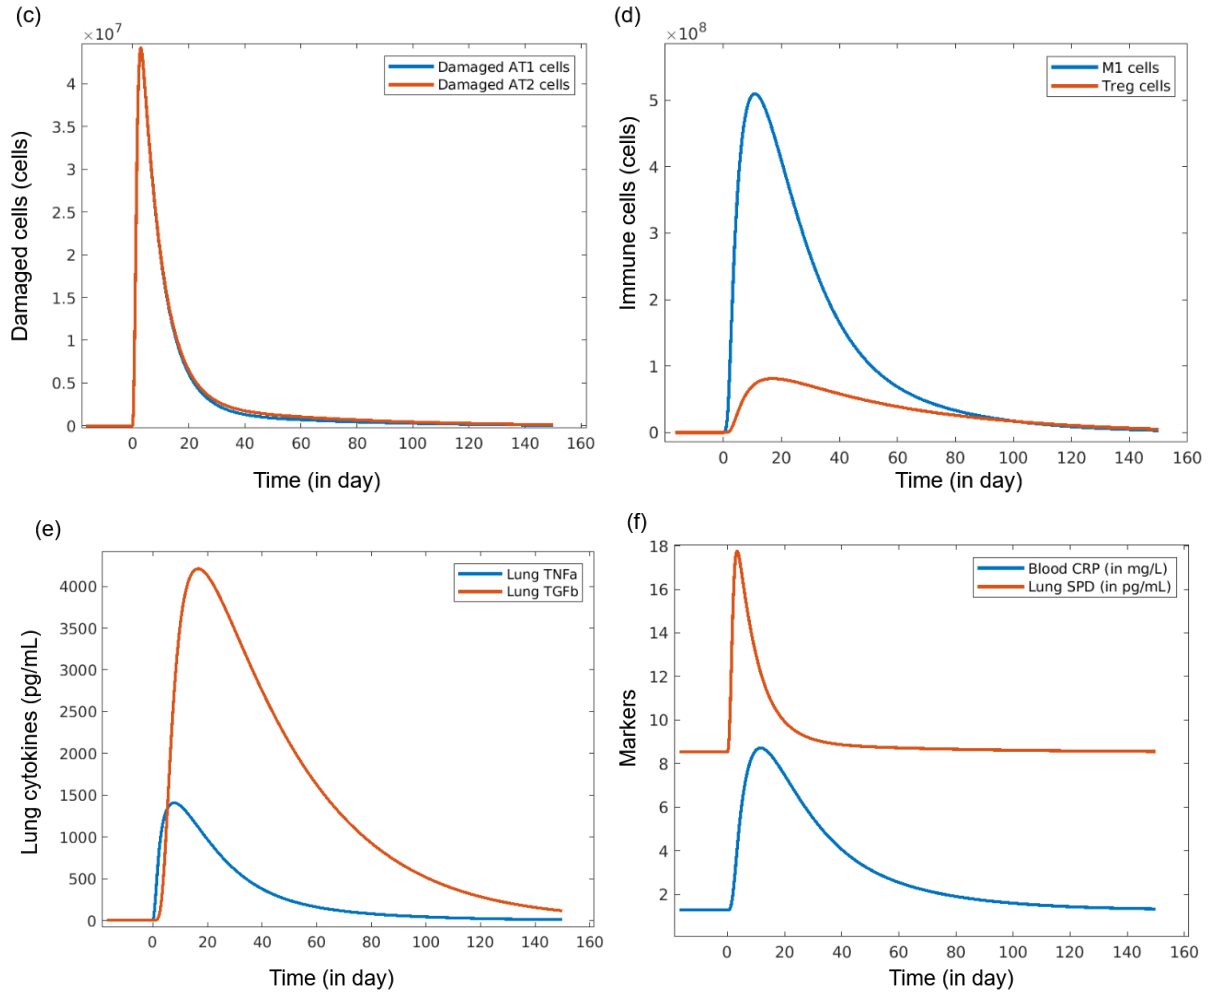 (c)
×10⁷
4
3.5
3
2.5
2
1.5
1
0.5
0
0 20 40 60 80 100 120 140 160
Damaged cells (cells)
Time (in day)
Damaged AT1 cells
Damaged AT2 cells
(d)
×10⁸
5
4
3
2
1
0
0 20 40 60 80 100 120 140 160
Immune cells (cells)
Time (in day)
M1 cells
Treg cells
(e)
4000
3500
3000
2500
2000
1500
1000
500
0
0 20 40 60 80 100 120 140 160
Lung cytokines (pg/mL)
Time (in day)
Lung TNFa
Lung TGFb
(f)
18
16
14
12
10
8
6
4
2
0 20 40 60 80 100 120 140 160
Markers
Time (in day)
Blood CRP (in mg/L)
Lung SPD (in pg/mL)